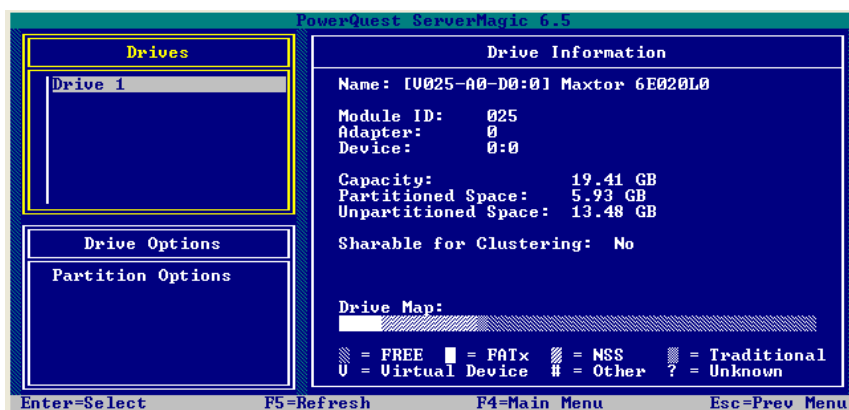 PowerQuest ServerMagic 6.5
Drives
Drive 1
Drive Options
Partition Options
Drive Information
Name: [V025-A0-D0:0] Maxtor 6E020L0
Module ID: 025
Adapter: 0
Device: 0:0
Capacity: 19.41 GB
Partitioned Space: 5.93 GB
Unpartitioned Space: 13.48 GB
Sharable for Clustering: No
Drive Map:
= FREE = FATx = NSS = Traditional
V = Virtual Device # = Other ? = Unknown
Enter=Select F5=Refresh F4=Main Menu Esc=Prev Menu